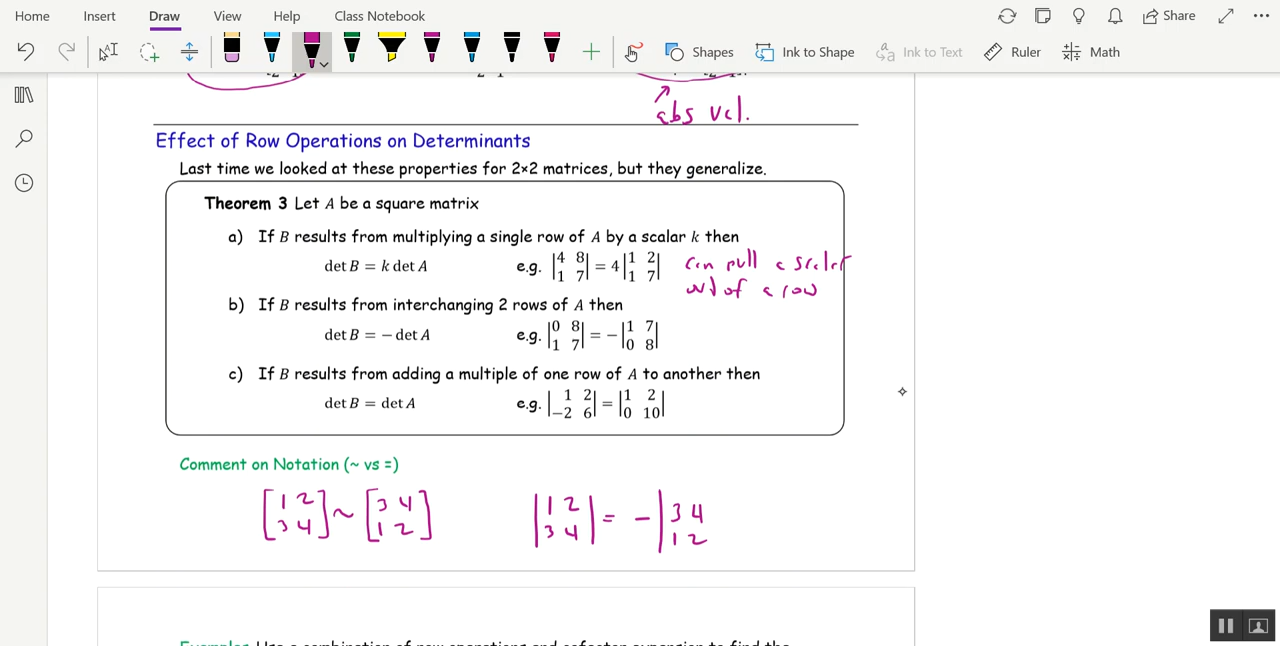 Home Insert Draw View Help Class Notebook Share
Shapes Ink to Shape Ink to Text Ruler Math
abs val.
Effect of Row Operations on Determinants
Last time we looked at these properties for 2×2 matrices, but they generalize.
Theorem 3 Let A be a square matrix
a) If B results from multiplying a single row of A by a scalar k then
det B = k det A e.g. |4 8; 1 7| = 4 |1 2; 1 7| can pull a scalar
out of a row
b) If B results from interchanging 2 rows of A then
det B = − det A e.g. |0 8; 1 7| = − |1 7; 0 8|
c) If B results from adding a multiple of one row of A to another then
det B = det A e.g. |1 2; −2 6| = |1 2; 0 10|
Comment on Notation (~ vs =)
[1 2; 3 4] ~ [3 4; 1 2] |1 2; 3 4| = − |3 4; 1 2